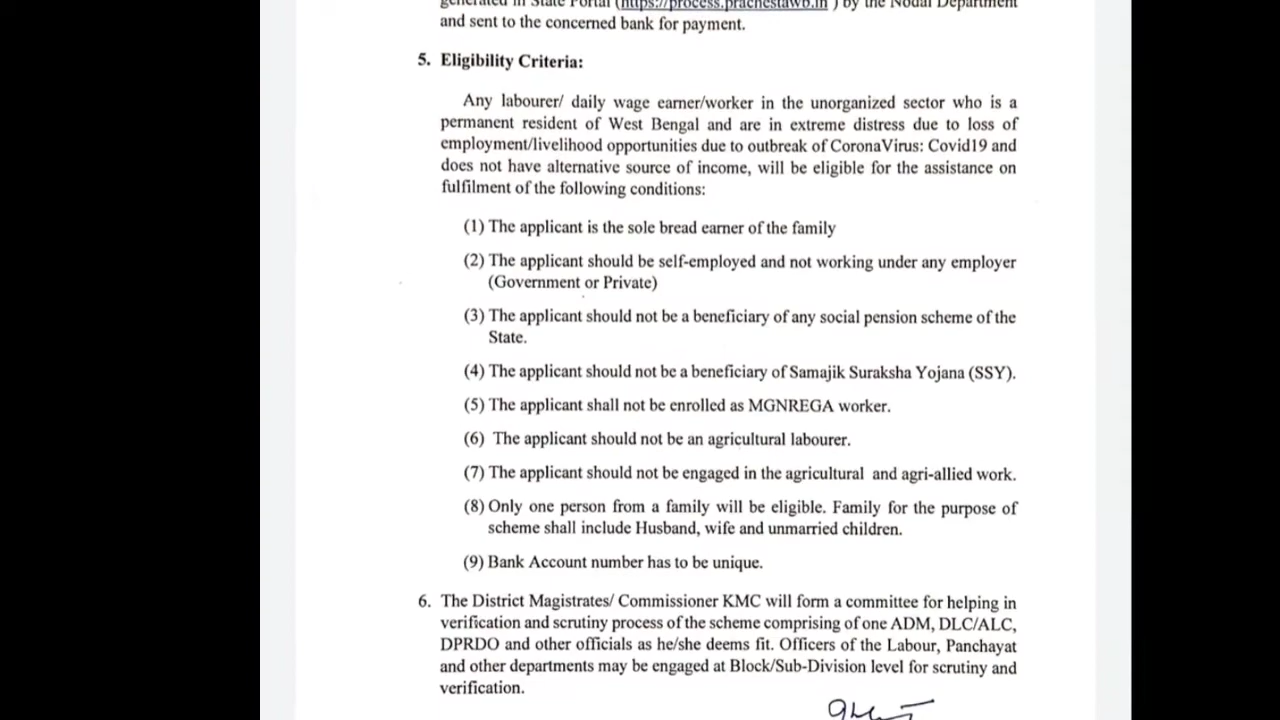 generated in State Portal (https://process.prachestawb.in ) by the Nodal Department
and sent to the concerned bank for payment.
5. Eligibility Criteria:
Any labourer/ daily wage earner/worker in the unorganized sector who is a
permanent resident of West Bengal and are in extreme distress due to loss of
employment/livelihood opportunities due to outbreak of CoronaVirus: Covid19 and
does not have alternative source of income, will be eligible for the assistance on
fulfilment of the following conditions:
(1) The applicant is the sole bread earner of the family
(2) The applicant should be self-employed and not working under any employer
(Government or Private)
(3) The applicant should not be a beneficiary of any social pension scheme of the
State.
(4) The applicant should not be a beneficiary of Samajik Suraksha Yojana (SSY).
(5) The applicant shall not be enrolled as MGNREGA worker.
(6) The applicant should not be an agricultural labourer.
(7) The applicant should not be engaged in the agricultural and agri-allied work.
(8) Only one person from a family will be eligible. Family for the purpose of
scheme shall include Husband, wife and unmarried children.
(9) Bank Account number has to be unique.
6. The District Magistrates/ Commissioner KMC will form a committee for helping in
verification and scrutiny process of the scheme comprising of one ADM, DLC/ALC,
DPRDO and other officials as he/she deems fit. Officers of the Labour, Panchayat
and other departments may be engaged at Block/Sub-Division level for scrutiny and
verification.